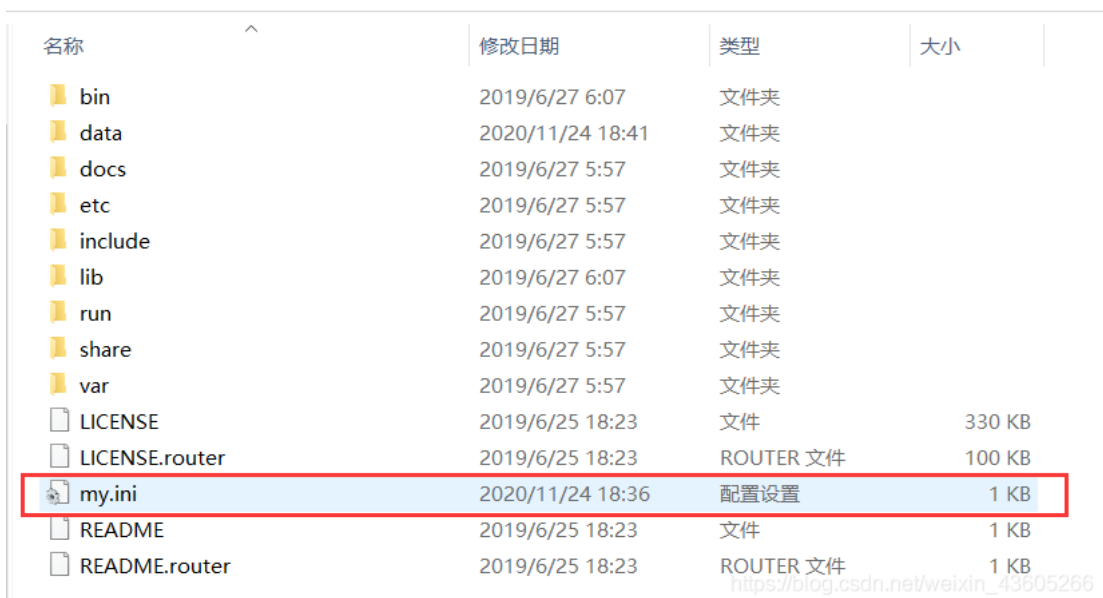 名称 修改日期 类型 大小
bin 2019/6/27 6:07 文件夹
data 2020/11/24 18:41 文件夹
docs 2019/6/27 5:57 文件夹
etc 2019/6/27 5:57 文件夹
include 2019/6/27 5:57 文件夹
lib 2019/6/27 6:07 文件夹
run 2019/6/27 5:57 文件夹
share 2019/6/27 5:57 文件夹
var 2019/6/27 5:57 文件夹
LICENSE 2019/6/25 18:23 文件 330 KB
LICENSE.router 2019/6/25 18:23 ROUTER 文件 100 KB
my.ini 2020/11/24 18:36 配置设置 1 KB
README 2019/6/25 18:23 文件 1 KB
README.router 2019/6/25 18:23 ROUTER 文件 1 KB
https://blog.csdn.net/weixin_43605266